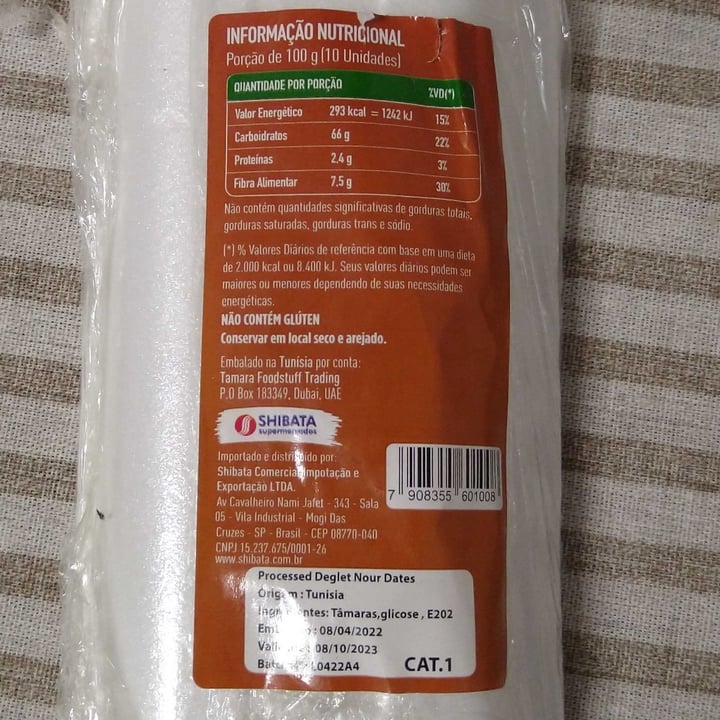 INFORMAÇÃO NUTRICIONAL
Porção de 100 g (10 Unidades)
QUANTIDADE POR PORÇÃO %VD(*)
Valor Energético 293 kcal = 1242 kJ 15%
Carboidratos 66 g 22%
Proteínas 2,4 g 3%
Fibra Alimentar 7,5 g 30%
Não contém quantidades significativas de gorduras totais,
gorduras saturadas, gorduras trans e sódio.
(*) % Valores Diários de referência com base em uma dieta
de 2.000 kcal ou 8.400 kJ. Seus valores diários podem ser
maiores ou menores dependendo de suas necessidades
energéticas.
NÃO CONTÉM GLÚTEN
Conservar em local seco e arejado.
Embalado na Tunísia por conta:
Tamara Foodstuff Trading
P.O Box 183349, Dubai, UAE
SHIBATA
supermercados
Importado e distribuído por:
Shibata Comercial Impotação e
Exportação LTDA.
Av Cavalheiro Nami Jafet - 343 - Sala
05 - Vila Industrial - Mogi Das
Cruzes - SP - Brasil - CEP 08770-040
CNPJ 15.237.675/0001-26
www.shibata.com.br
7 908355 601008
Processed Deglet Nour Dates
Origem : Tunisia
Ingredientes: Tâmaras,glicose , E202
: 08/04/2022
08/10/2023
L0422A4
CAT.1